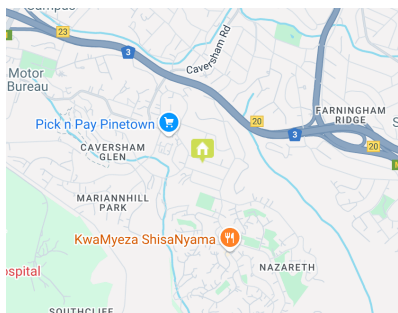 Campus
23
3
Caversham Rd
Motor
Bureau
Pick n Pay Pinetown
20
3
FARNINGHAM
RIDGE
20
CAVERSHAM
GLEN
MARIANNHILL
PARK
KwaMyeza ShisaNyama
NAZARETH
ospital
SOUTHCLIFF